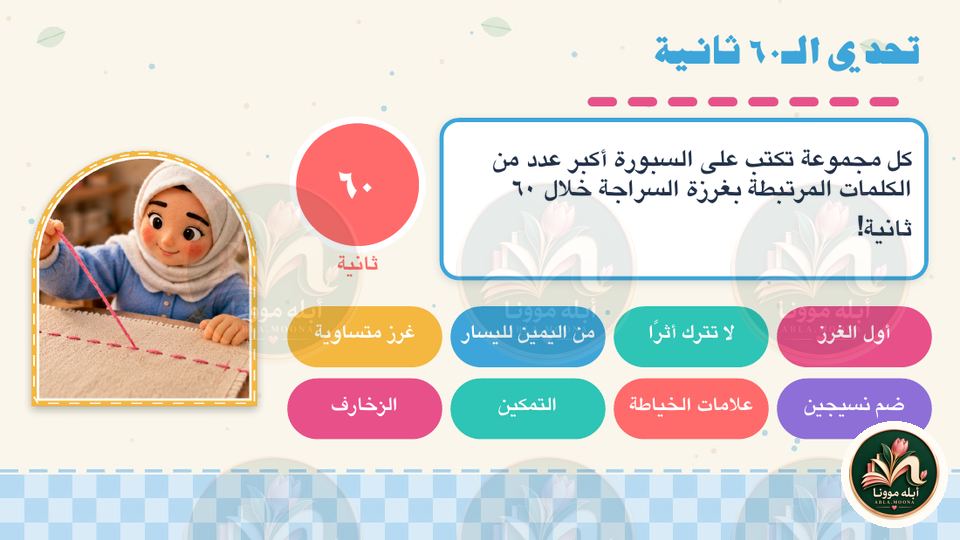 تحدي الـ٦٠ ثانية
كل مجموعة تكتب على السبورة أكبر عدد من
الكلمات المرتبطة بغرزة السراجة خلال ٦٠
ثانية!
٦٠
ثانية
أول الغرز
لا تترك أثرًا
من اليمين لليسار
غرز متساوية
ضم نسيجين
علامات الخياطة
التمكين
الزخارف
أبله موونا
ABLA.MOONA